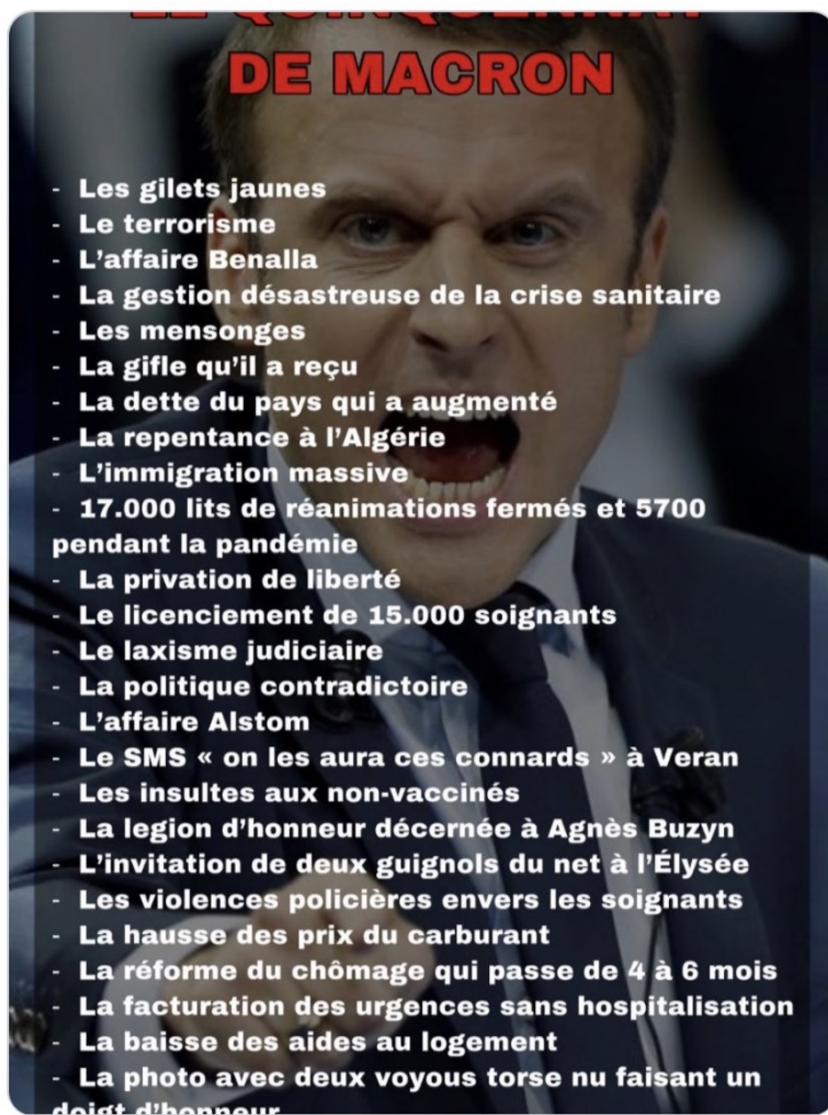 LE QUINQUENNAT
DE MACRON
- Les gilets jaunes
- Le terrorisme
- L'affaire Benalla
- La gestion désastreuse de la crise sanitaire
- Les mensonges
- La gifle qu'il a reçu
- La dette du pays qui a augmenté
- La repentance à l'Algérie
- L'immigration massive
- 17.000 lits de réanimations fermés et 5700
pendant la pandémie
- La privation de liberté
- Le licenciement de 15.000 soignants
- Le laxisme judiciaire
- La politique contradictoire
- L'affaire Alstom
- Le SMS « on les aura ces connards » à Veran
- Les insultes aux non-vaccinés
- La legion d'honneur décernée à Agnès Buzyn
- L'invitation de deux guignols du net à l'Élysée
- Les violences policières envers les soignants
- La hausse des prix du carburant
- La réforme du chômage qui passe de 4 à 6 mois
- La facturation des urgences sans hospitalisation
- La baisse des aides au logement
- La photo avec deux voyous torse nu faisant un
doigt d'honneur